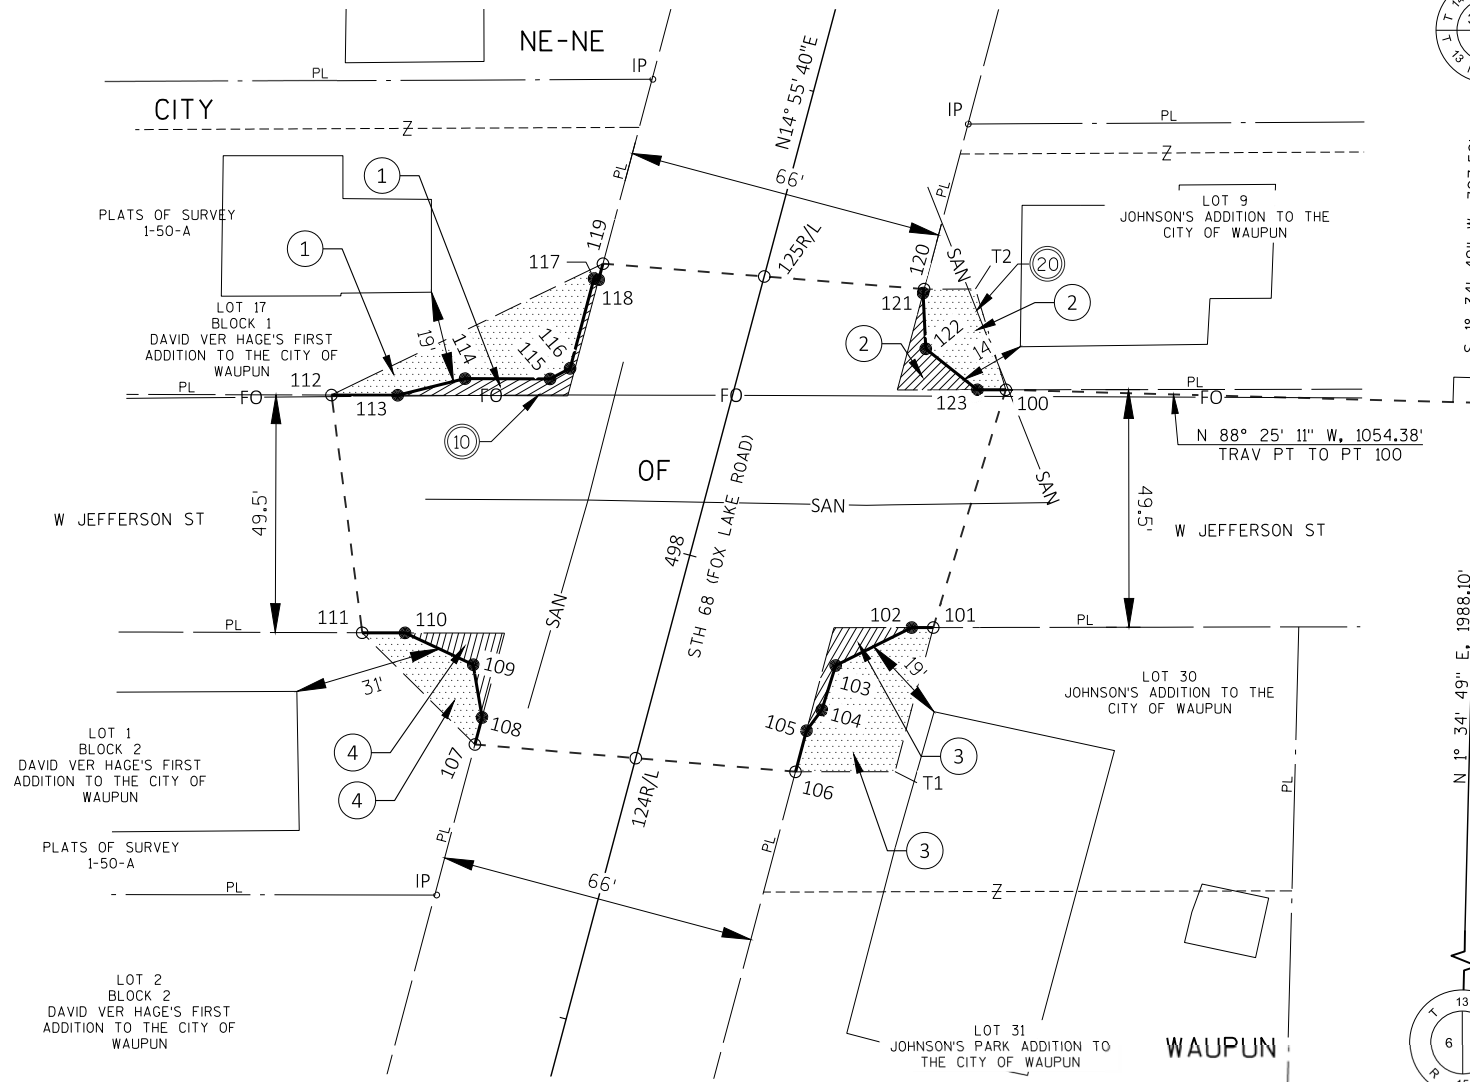 NE-NE
IP
PL
CITY
Z
1
1
PLATS OF SURVEY
1-50-A
N14° 55' 40"E
66'
PL
PL
IP
PL
Z
LOT 9
JOHNSON'S ADDITION TO THE
CITY OF WAUPUN
T
T
13
119
117
118
125R/L
120
121
SAN
T2
20
2
2
122
14'
LOT 17
BLOCK 1
DAVID VER HAGE'S FIRST
ADDITION TO THE CITY OF
WAUPUN
19'
114
115
116
PL
112
FO
113
FO
FO
123
100
PL
FO
10
N 88° 25' 11" W, 1054.38'
TRAV PT TO PT 100
OF
49.5'
W JEFFERSON ST
SAN
SAN
49.5'
W JEFFERSON ST
498
STH 68 (FOX LAKE ROAD)
SAN
PL
111
110
109
108
107
31'
4
4
102
101
PL
103
104
105
106
19'
T1
3
3
LOT 30
JOHNSON'S ADDITION TO THE
CITY OF WAUPUN
N 1° 34' 49" E, 1988.10'
LOT 1
BLOCK 2
DAVID VER HAGE'S FIRST
ADDITION TO THE CITY OF
WAUPUN
124R/L
PL
PLATS OF SURVEY
1-50-A
PL
PL
PL
IP
66'
Z
LOT 2
BLOCK 2
DAVID VER HAGE'S FIRST
ADDITION TO THE CITY OF
WAUPUN
LOT 31
JOHNSON'S PARK ADDITION TO
THE CITY OF WAUPUN
WAUPUN
T
13
6
R